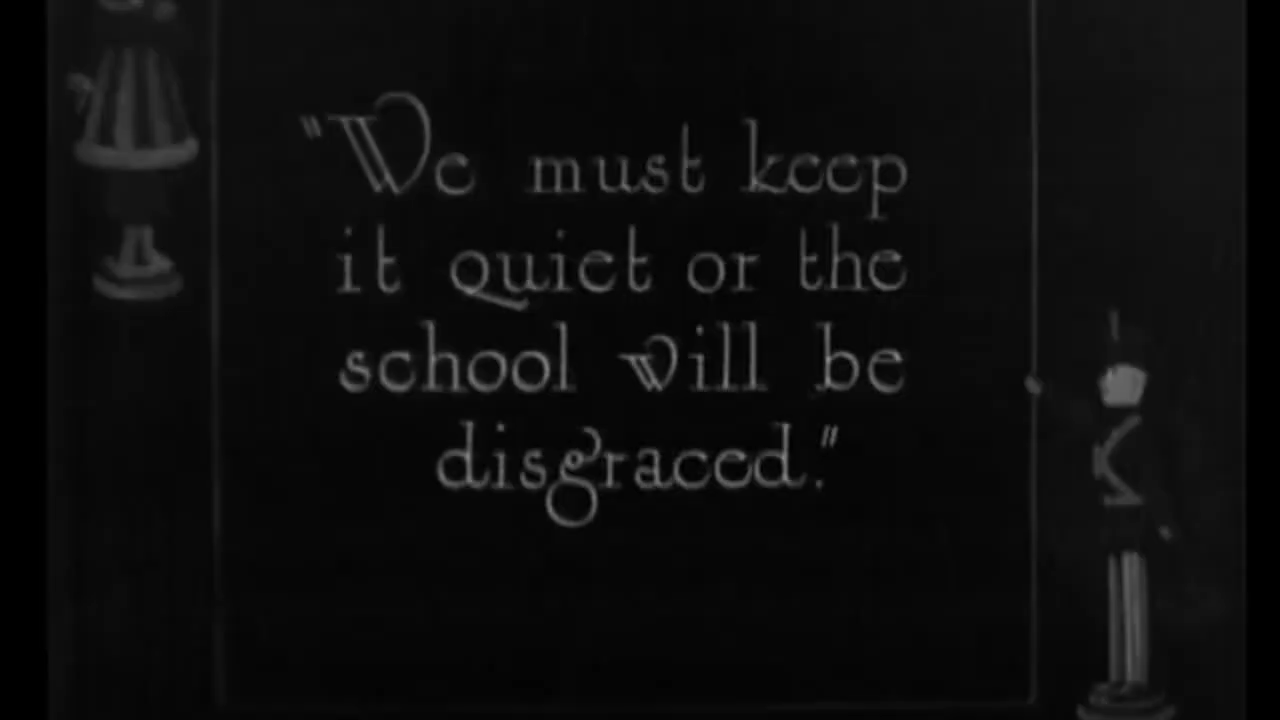 "We must keep
it quiet or the
school will be
disgraced."